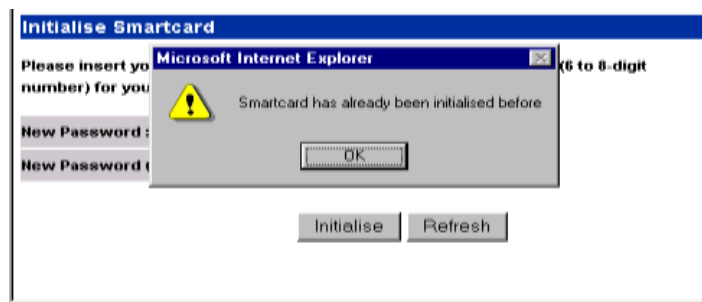 Initialise Smartcard
Please insert yo
Microsoft Internet Explorer
(6 to 8-digit
number) for you
Smartcard has already been initialised before
New Password :
OK
New Password
Initialise Refresh